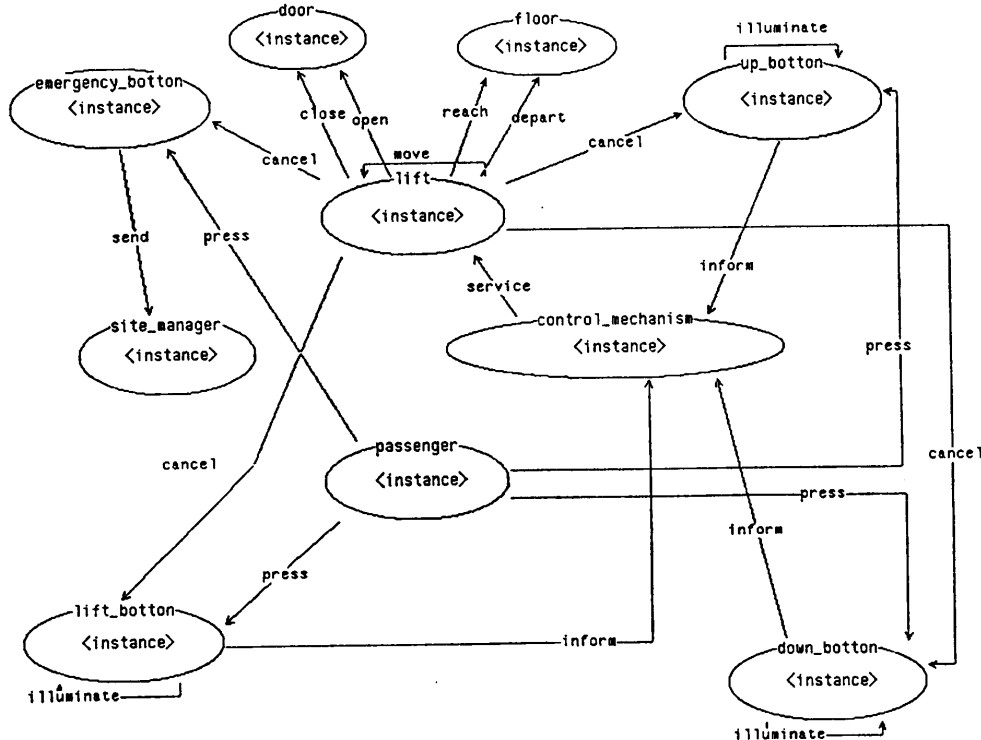 door
<instance>
floor
<instance>
illuminate
up_botton
<instance>
emergency_botton
<instance>
close
open
reach
depart
cancel
cancel
move
lift
<instance>
send
press
service
inform
site_manager
<instance>
control_mechanism
<instance>
press
passenger
<instance>
cancel
cancel
press
inform
press
lift_botton
<instance>
inform
down_botton
<instance>
illuminate
illuminate